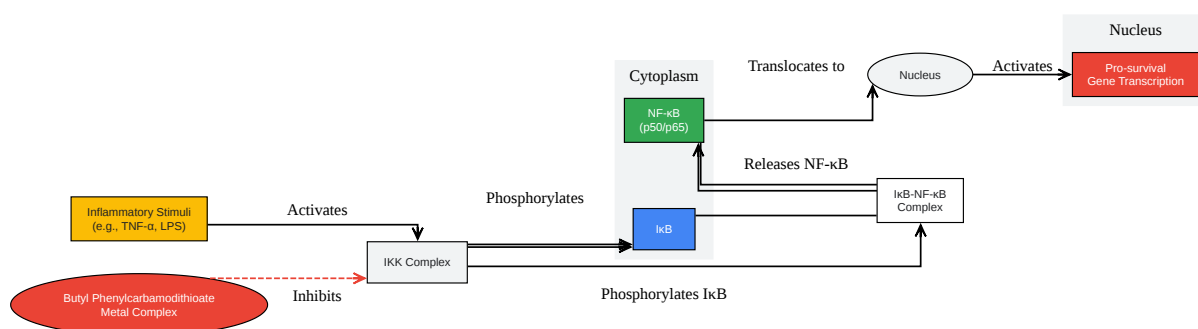 Nucleus
Cytoplasm
Translocates to
Nucleus
Activates
Pro-survival
Gene Transcription
NF-κB
(p50/p65)
Releases NF-κB
IκB-NF-κB
Complex
Phosphorylates
Inflammatory Stimuli
(e.g., TNF-α, LPS)
Activates
IκB
IKK Complex
Butyl Phenylcarbamodithioate
Metal Complex
Inhibits
Phosphorylates IκB